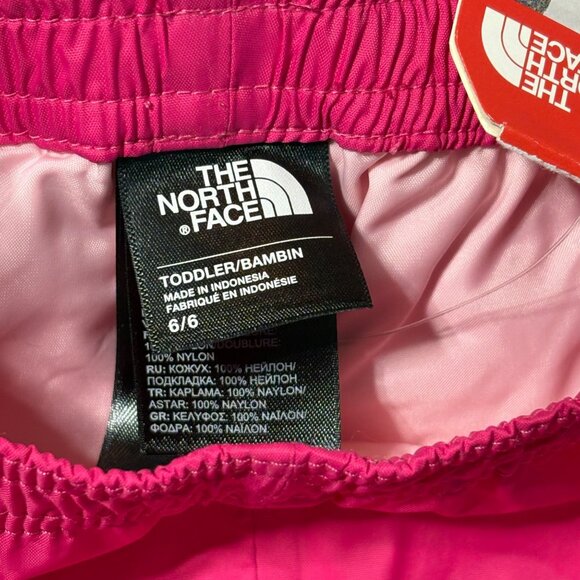 THE
NORTH
FACE
®
TODDLER/BAMBIN
MADE IN INDONESIA
FABRIQUÉ EN INDONÉSIE
6/6
100% NYLON
RU: КОЖУХ: 100% НЕЙЛОН/
ПОДКЛАДКА: 100% НЕЙЛОН
TR: KAPLAMA: 100% NAYLON/
ASTAR: 100% NAYLON
GR: ΚΕΛΥΦΟΣ: 100% ΝΑΪΛΟΝ/
ΦΟΔΡΑ: 100% ΝΑΪΛΟΝ
THE
NORTH
FACE